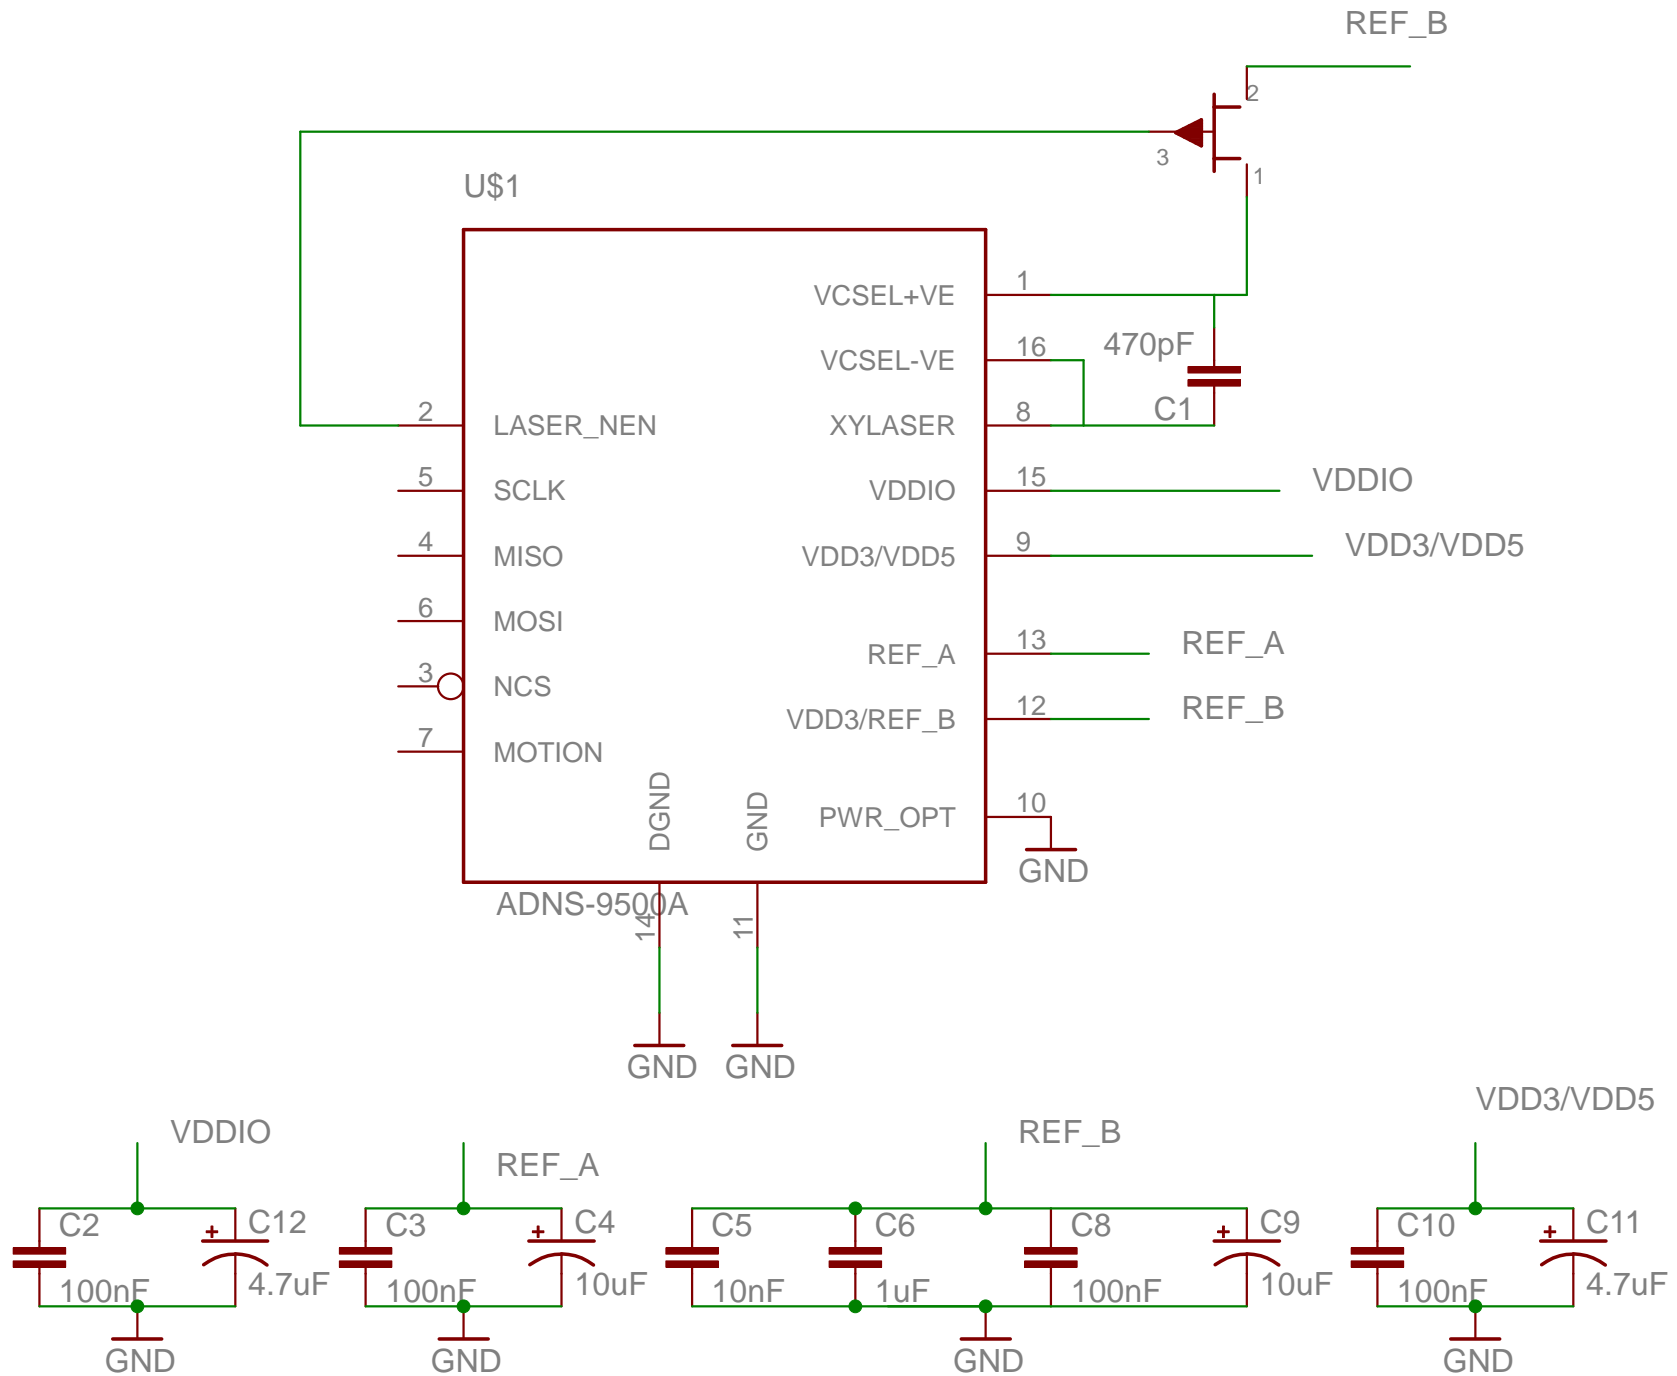 REF_B
2
3
1
U$1
VCSEL+VE
1
VCSEL-VE
16
470pF
C1
2
LASER_NEN
XYLASER
8
5
SCLK
VDDIO
15
VDDIO
4
MISO
VDD3/VDD5
9
VDD3/VDD5
6
MOSI
REF_A
13
REF_A
3
NCS
VDD3/REF_B
12
REF_B
7
MOTION
DGND
GND
PWR_OPT
10
GND
ADNS-9500A
14
11
GND
GND
VDDIO
REF_A
REF_B
VDD3/VDD5
C2
C12
C3
C4
C5
C6
C8
C9
C10
C11
100nF
4.7uF
100nF
10uF
10nF
1uF
100nF
10uF
100nF
4.7uF
GND
GND
GND
GND